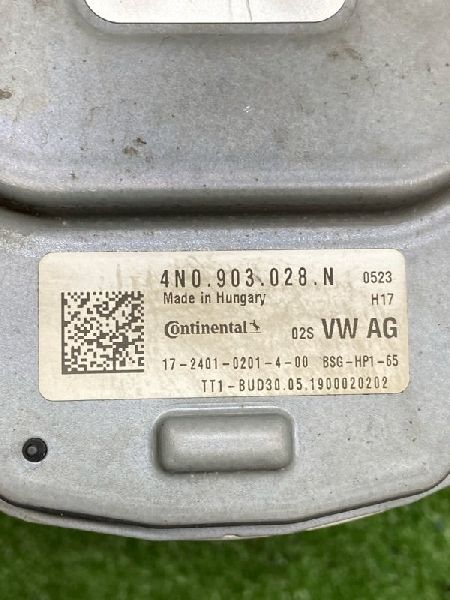 4N0.903.028.N 0523
Made in Hungary H17
Continental 02S VW AG
17-2401-0201-4-00 BSG-HP1-65
TT1-BUD30.05.1900020202